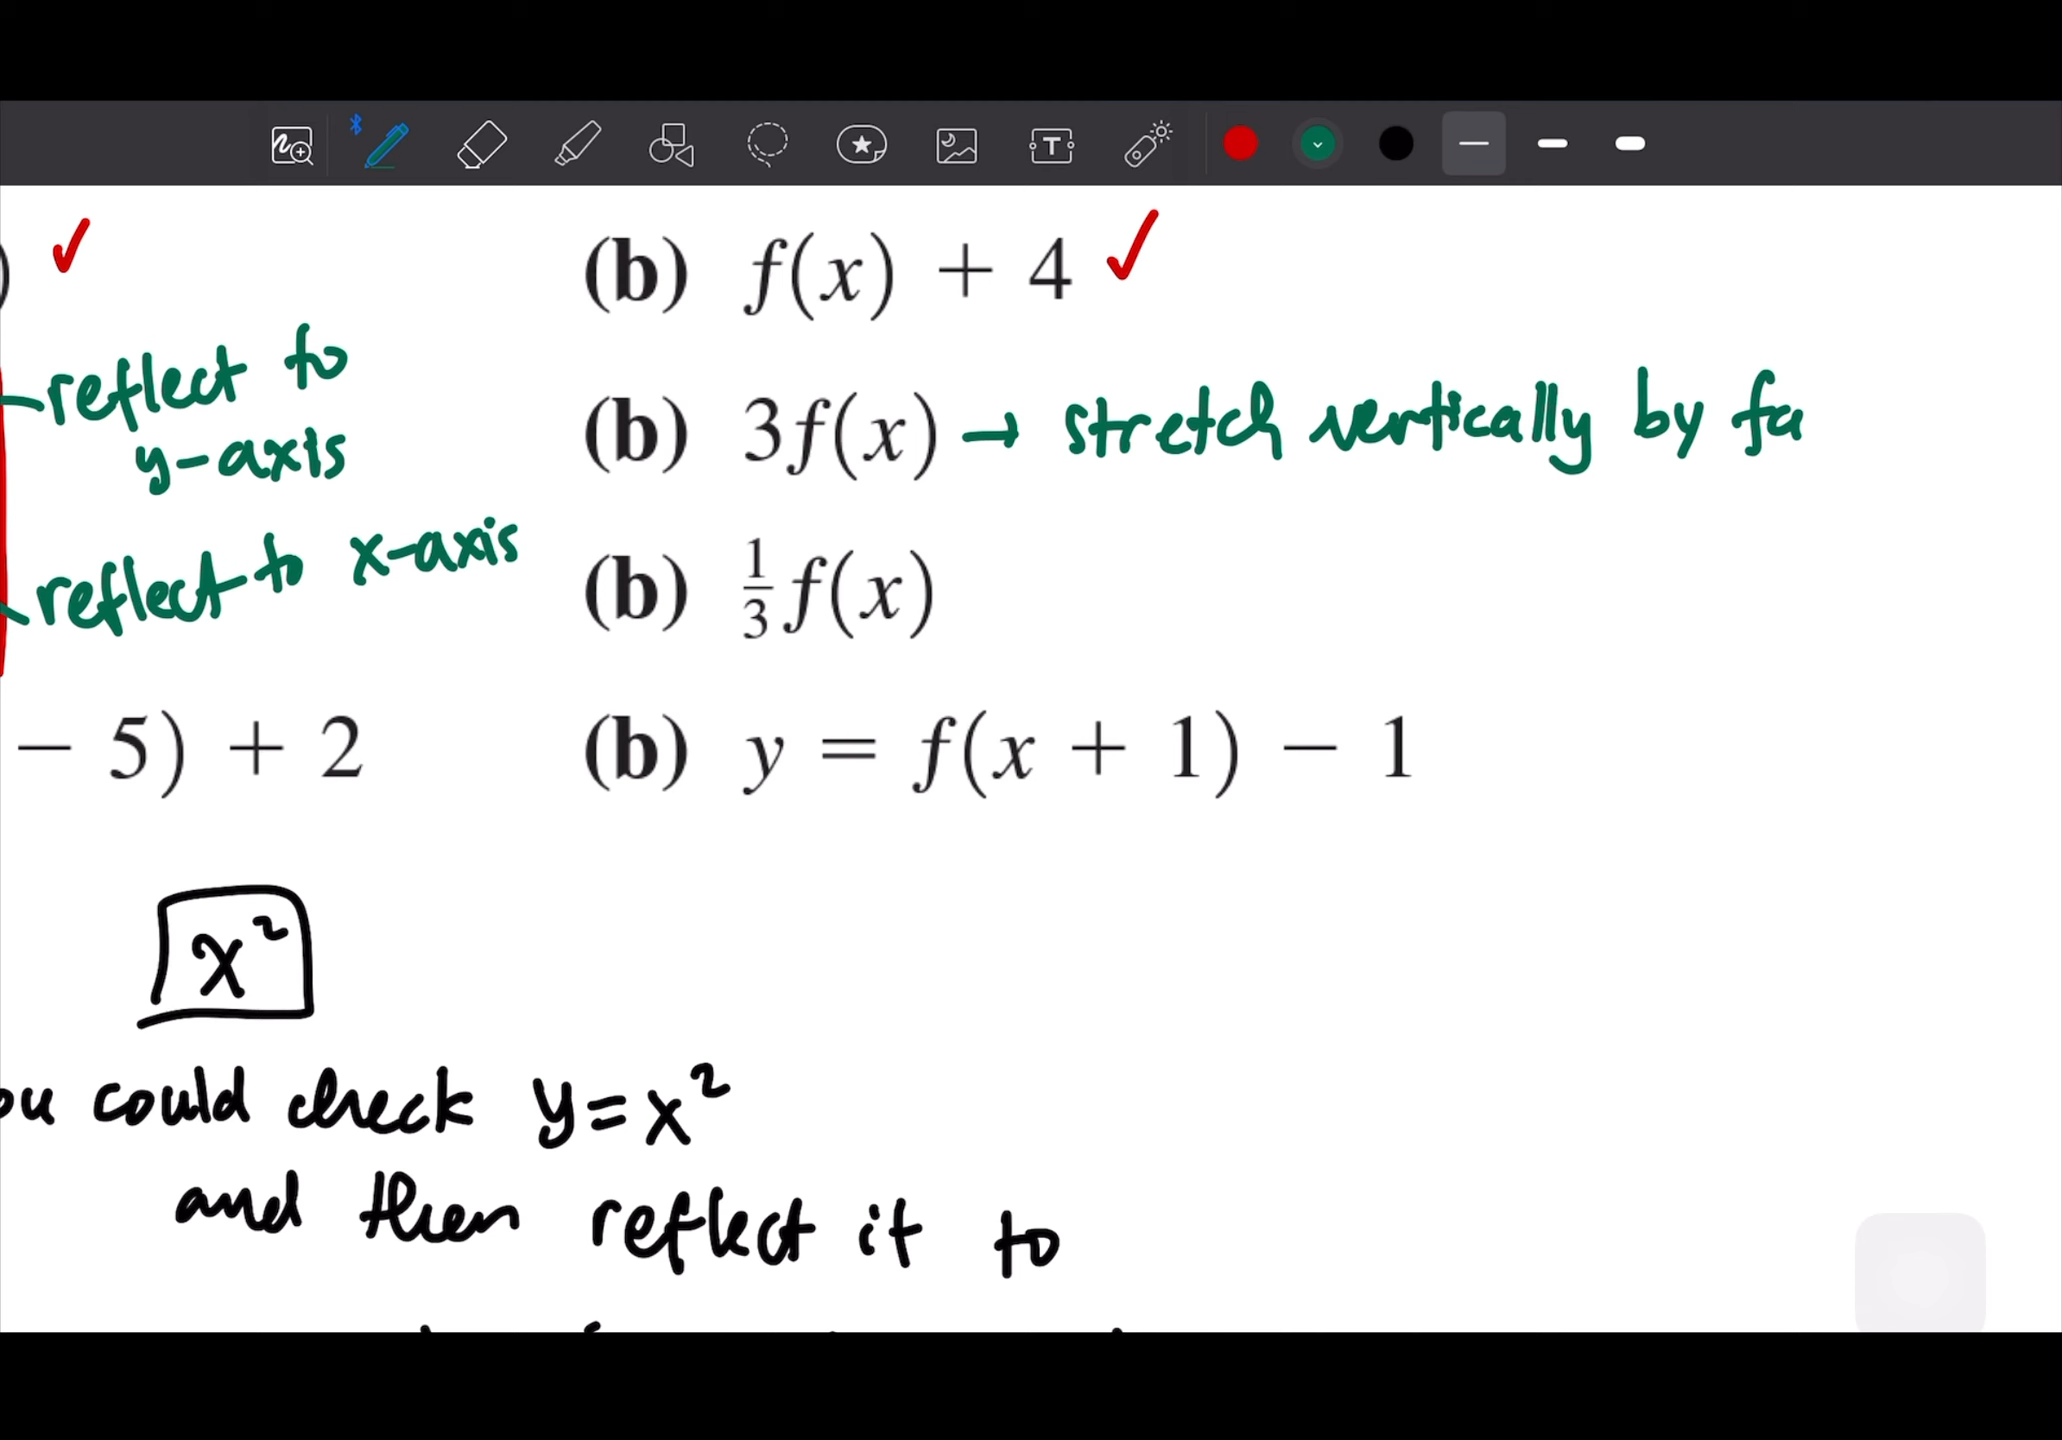 ) ✓ (b) f(x) + 4 ✓
reflect to
y-axis
(b) 3f(x) → stretch vertically by fa
reflect to x-axis
(b) 1/3 f(x)
− 5) + 2 (b) y = f(x + 1) − 1
x²
ou could check y=x²
and then reflect it to